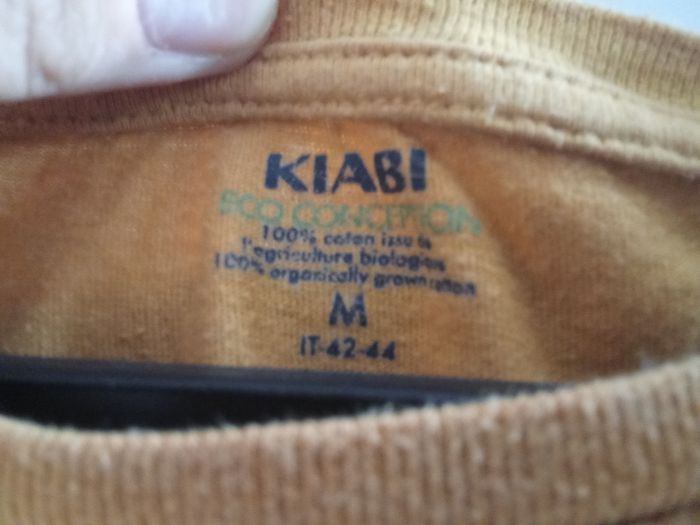 KIABI
ECO CONCEPTION
100% coton issu de
l'agriculture biologique
100% organically grown cotton
M
IT-42-44